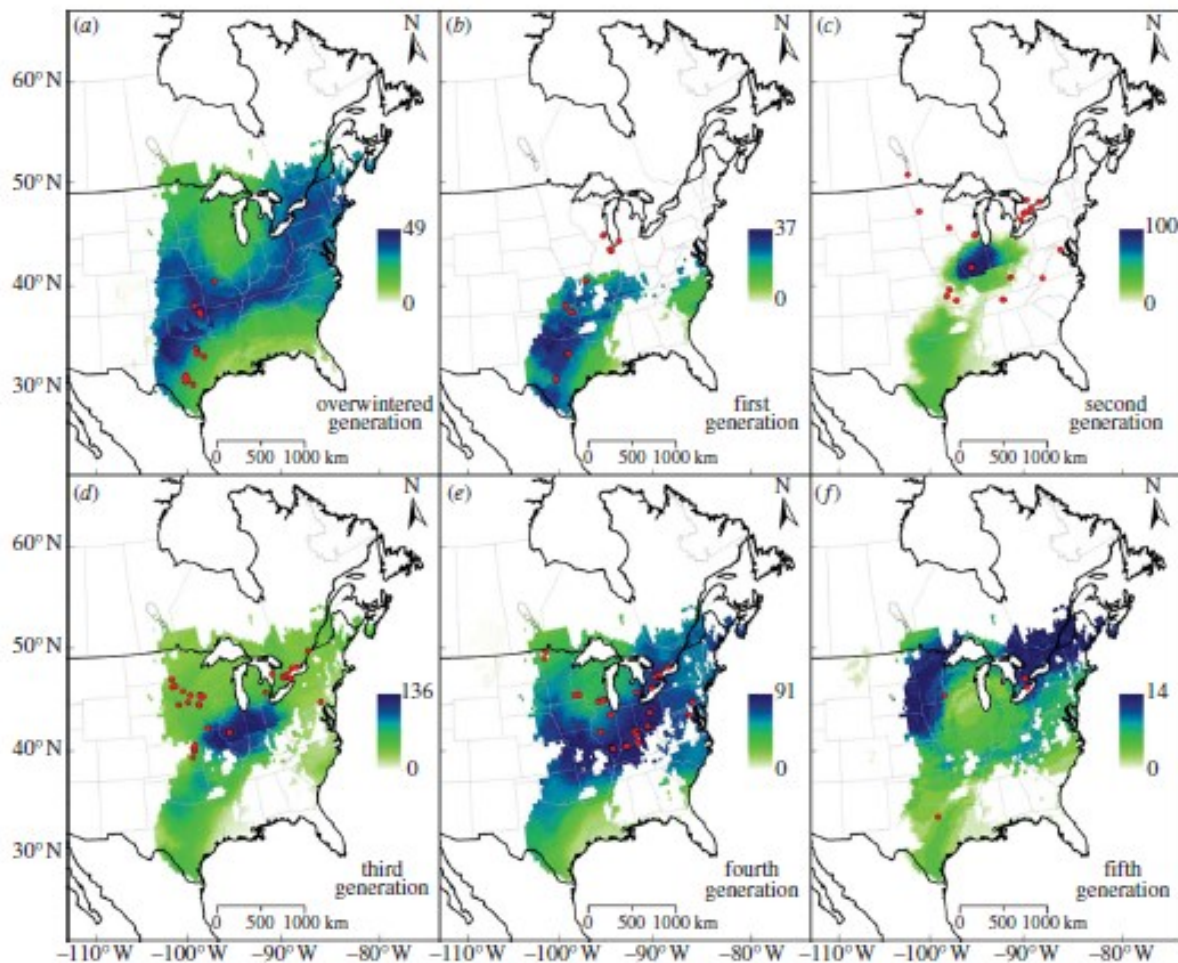 (a) N (b) N (c) N
60° N
50° N
49 37 100
40° N
0 0 0
30° N
overwintered first second
generation generation generation
0 500 1000 km 0 500 1000 km 0 500 1000 km
(d) N (e) N (f) N
60° N
50° N
136 91 14
40° N
0 0 0
30° N
third fourth fifth
generation generation generation
0 500 1000 km 0 500 1000 km 0 500 1000 km
–110°W –100°W –90°W –80°W –100°W –90°W –80°W –100°W –90°W –80°W